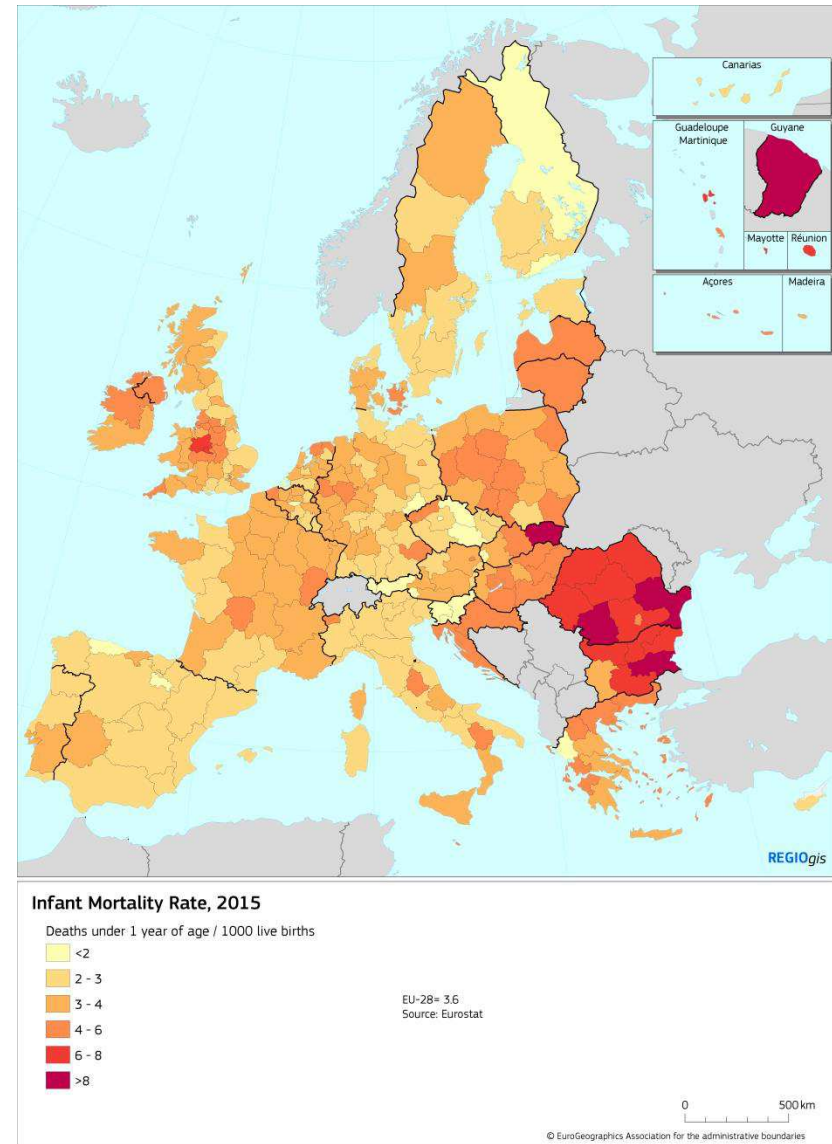 Canarias
Guadeloupe
Martinique
Guyane
Mayotte
Réunion
Açores
Madeira
REGIOgis
Infant Mortality Rate, 2015
Deaths under 1 year of age / 1000 live births
<2
2 - 3
3 - 4
4 - 6
6 - 8
>8
EU-28= 3.6
Source: Eurostat
0 500 km
© EuroGeographics Association for the administrative boundaries